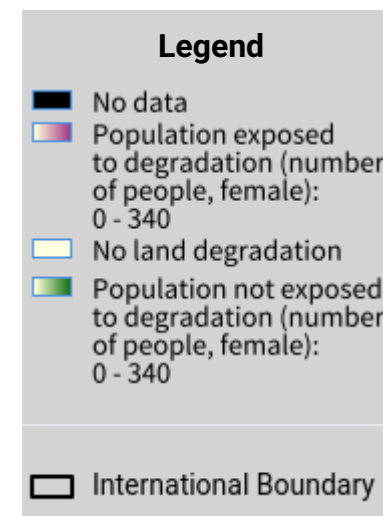 Legend
No data
Population exposed
to degradation (number
of people, female):
0 - 340
No land degradation
Population not exposed
to degradation (number
of people, female):
0 - 340
International Boundary